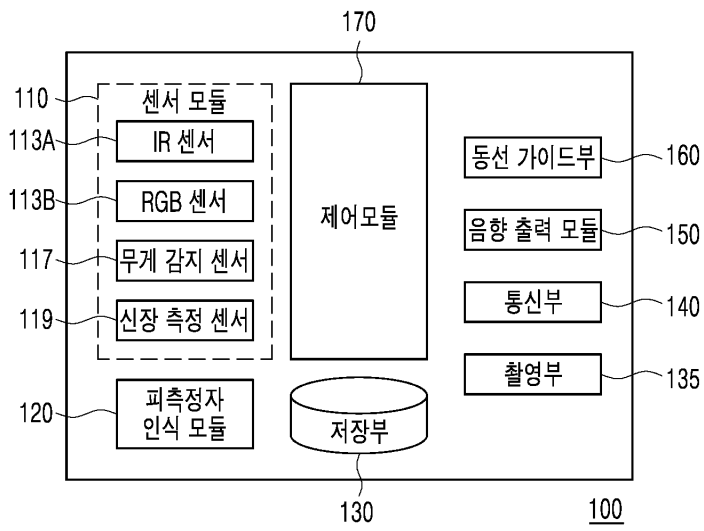 170
110
센서 모듈
113A
IR 센서
113B
RGB 센서
117
무게 감지 센서
119
신장 측정 센서
120
피측정자
인식 모듈
제어모듈
저장부
130
동선 가이드부
160
음향 출력 모듈
150
통신부
140
촬영부
135
100